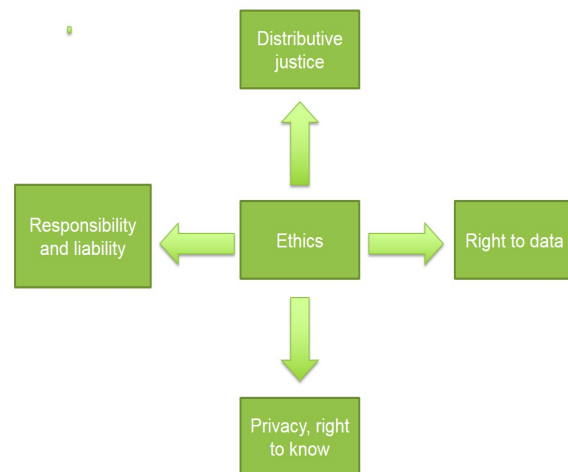 Distributive
justice
Responsibility
and liability
Ethics
Right to data
Privacy, right
to know